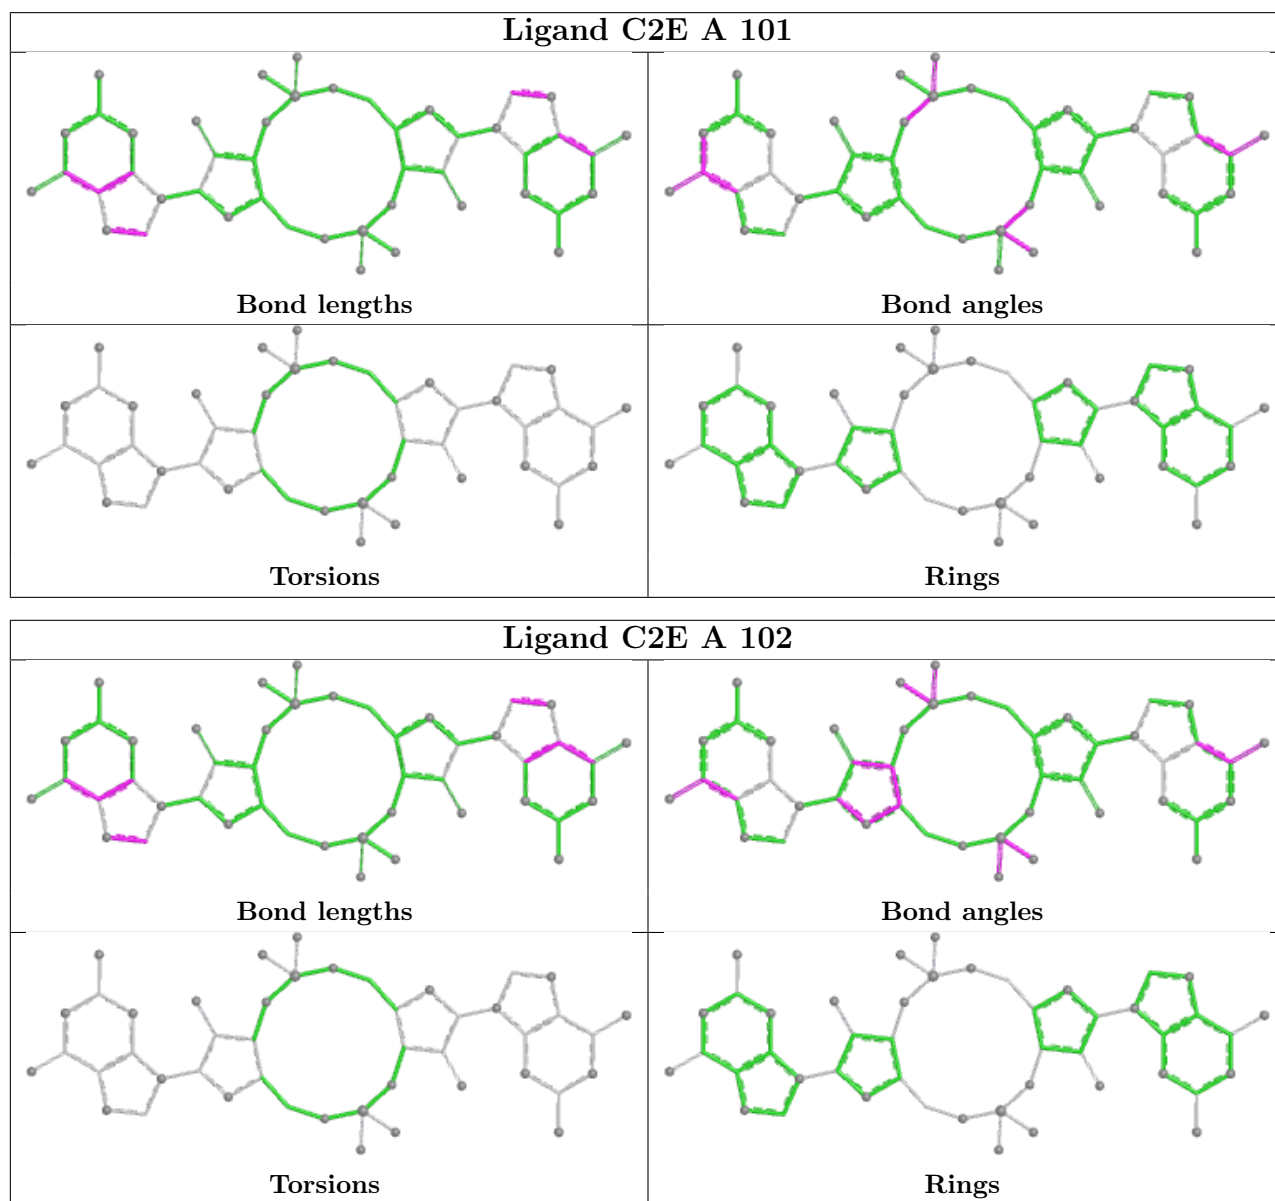 Ligand C2E A 101
Bond lengths
Bond angles
Torsions
Rings
Ligand C2E A 102
Bond lengths
Bond angles
Torsions
Rings